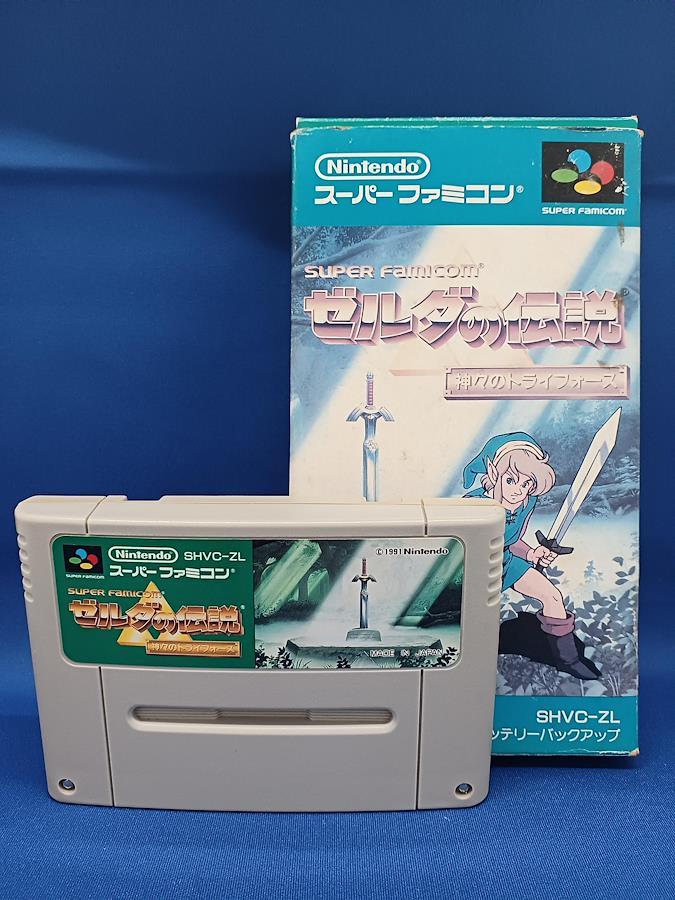 Nintendo
スーパーファミコン®
SUPER FAMICOM®
SUPER FAMICOM®
ゼルダの伝説®
神々のトライフォース
SHVC-ZL
ッテリーバックアップ
SUPER FAMICOM
Nintendo SHVC-ZL
スーパーファミコン®
SUPER FAMICOM®
ゼルダの伝説®
神々のトライフォース
©1991 Nintendo
MADE IN JAPAN